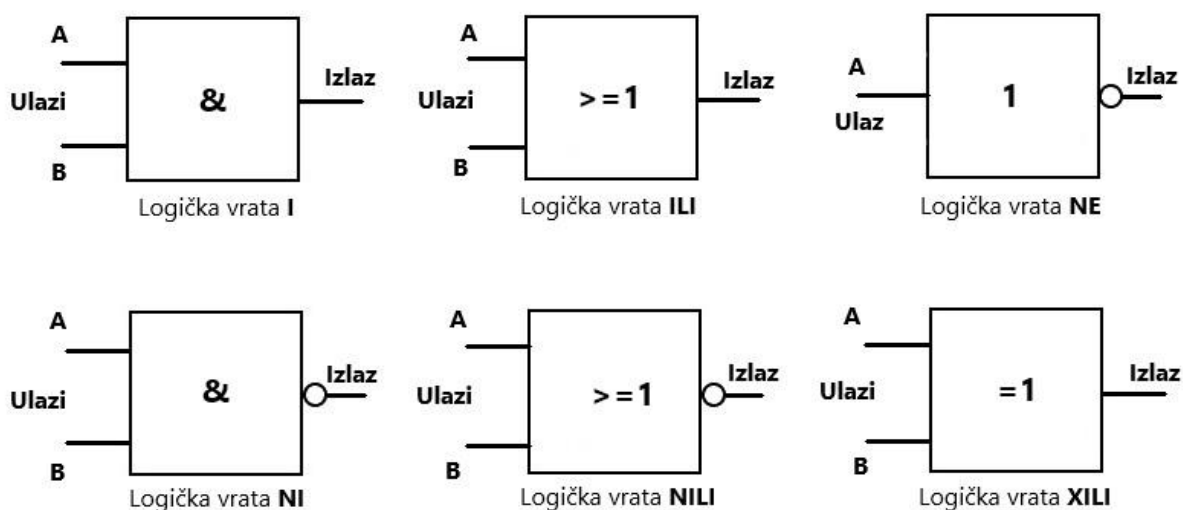 A
Ulazi
B
&
Izlaz
Logička vrata I
A
Ulazi
B
>=1
Izlaz
Logička vrata ILI
A
Ulaz
1
Izlaz
Logička vrata NE
A
Ulazi
B
&
Izlaz
Logička vrata NI
A
Ulazi
B
>=1
Izlaz
Logička vrata NILI
A
Ulazi
B
=1
Izlaz
Logička vrata XILI